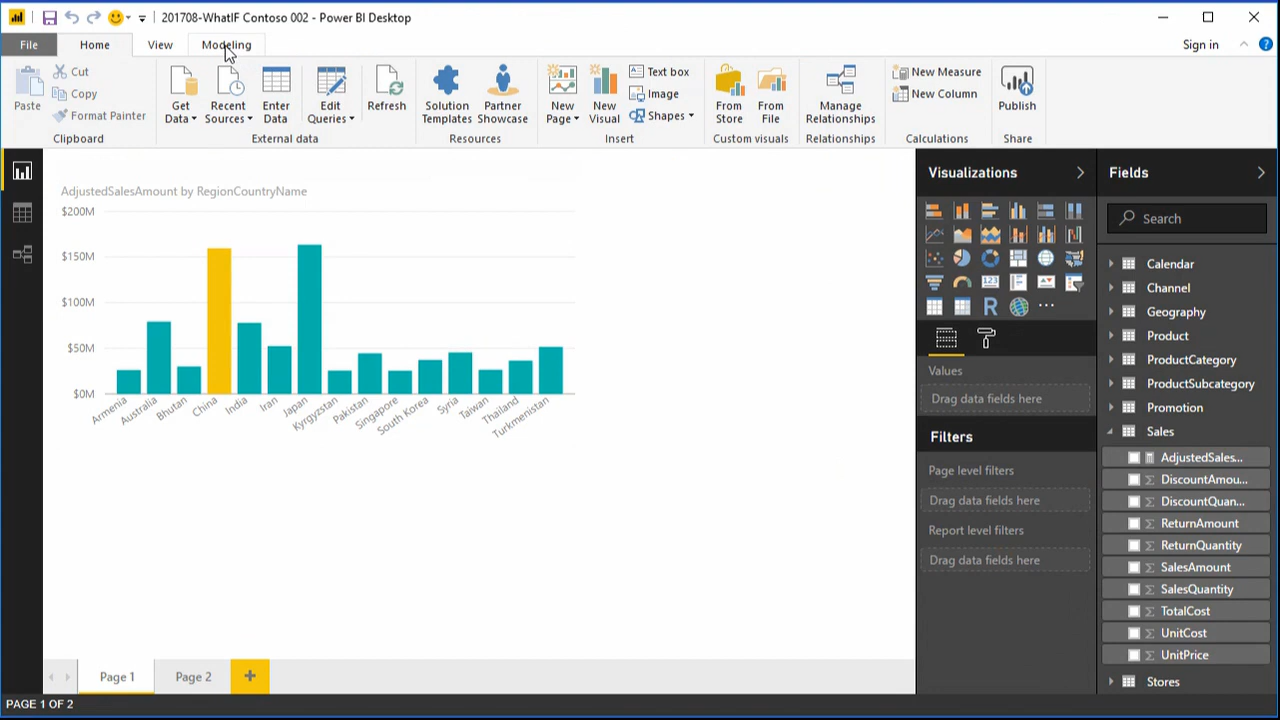 201708-WhatIF Contoso 002 - Power BI Desktop
File Home View Modeling Sign in
Paste Cut Copy Format Painter
Get Data Recent Sources Enter Data Edit Queries Refresh
Solution Templates Partner Showcase
New Page New Visual Text box Image Shapes
From Store From File
Manage Relationships
New Measure New Column
Publish
Clipboard External data Resources Insert Custom visuals Relationships Calculations Share
AdjustedSalesAmount by RegionCountryName
$200M
$150M
$100M
$50M
$0M
Armenia Australia Bhutan China India Iran Japan Kyrgyzstan Pakistan Singapore South Korea Syria Taiwan Thailand Turkmenistan
Visualizations
123
R
Values
Drag data fields here
Filters
Page level filters
Drag data fields here
Report level filters
Drag data fields here
Fields
Search
Calendar
Channel
Geography
Product
ProductCategory
ProductSubcategory
Promotion
Sales
AdjustedSales...
DiscountAmou...
DiscountQuan...
ReturnAmount
ReturnQuantity
SalesAmount
SalesQuantity
TotalCost
UnitCost
UnitPrice
Stores
Page 1 Page 2 +
PAGE 1 OF 2